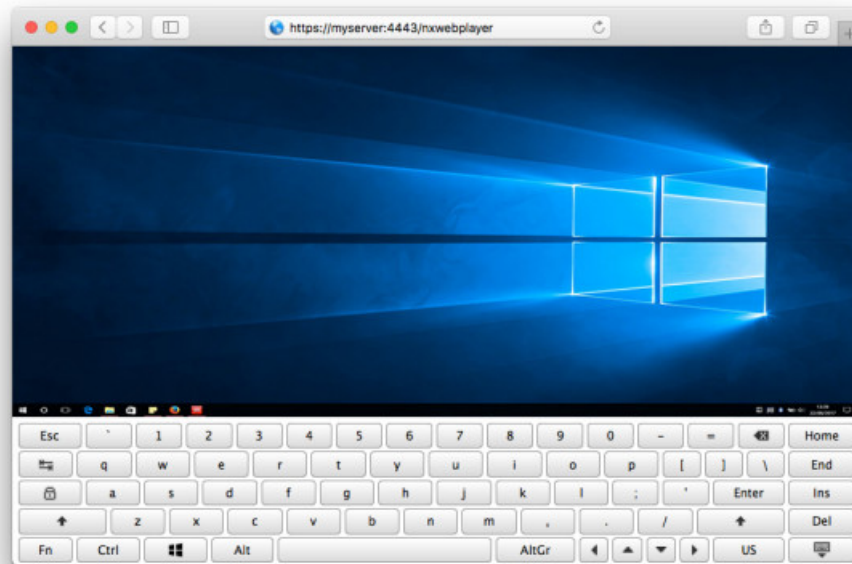 https://myserver:4443/nxwebplayer
Esc ` 1 2 3 4 5 6 7 8 9 0 - = Home
q w e r t y u i o p [ ] \ End
a s d f g h j k l ; ' Enter Ins
z x c v b n m , . / Del
Fn Ctrl Alt AltGr US